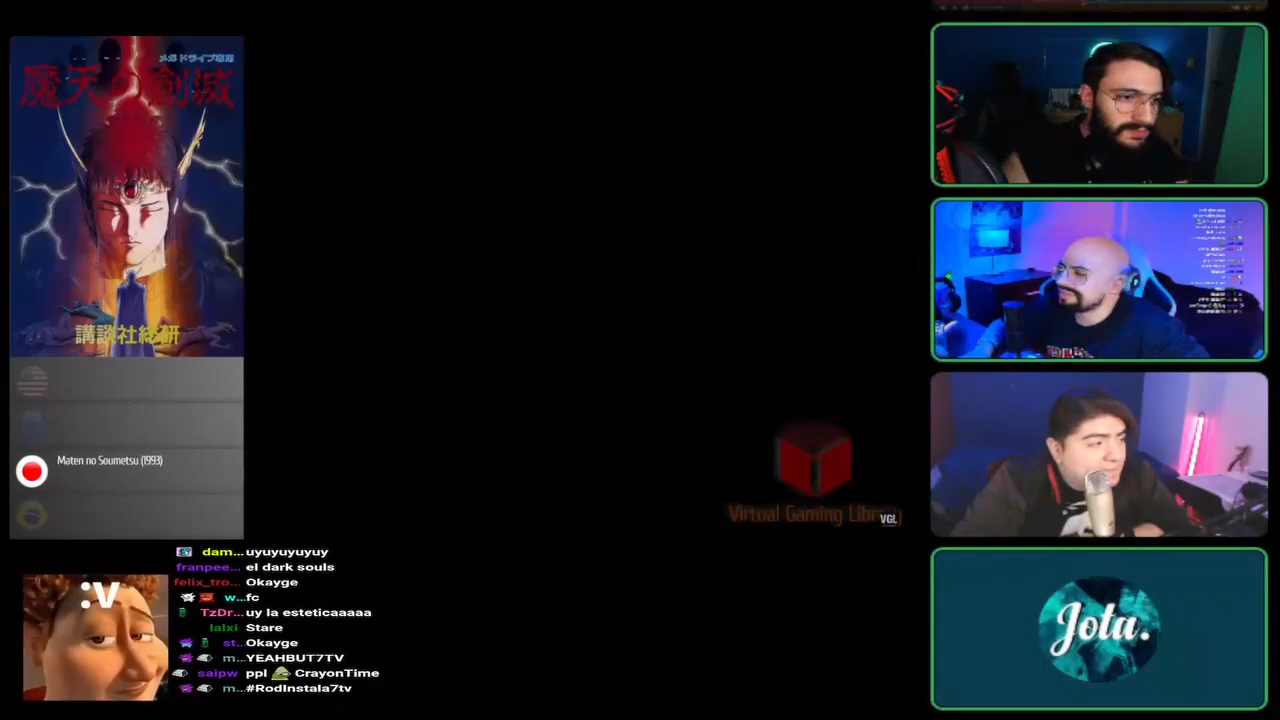 メガドライブ専用
魔天の創滅
講談社総研
Maten no Soumetsu (1993)
Virtual Gaming Library
VGL
:v
dam... uyuyuyuyuy
franpee... el dark souls
felix_tro... Okayge
w... fc
TzDr... uy la esteticaaaaa
lalxi Stare
st... Okayge
m... YEAHBUT7TV
saipw ppl CrayonTime
m... #RodInstala7tv
Jota.